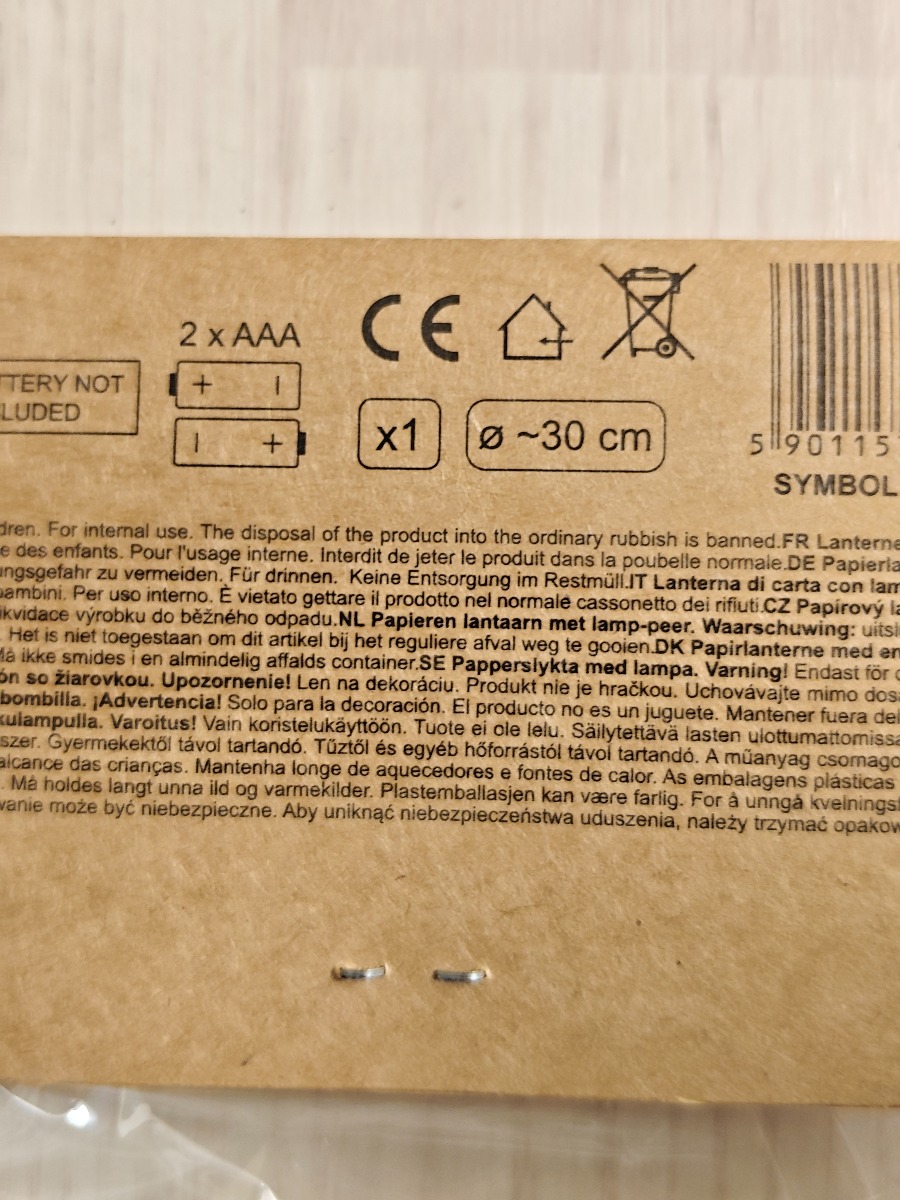 2 x AAA
CE
TTERY NOT
LUDED
+ -
- +
x1
ø ~30 cm
5 901157
SYMBOL
dren. For internal use. The disposal of the product into the ordinary rubbish is banned.FR Lanterne
e des enfants. Pour l'usage interne. Interdit de jeter le produit dans la poubelle normale.DE Papierla
ungsgefahr zu vermeiden. Für drinnen. Keine Entsorgung im Restmüll.IT Lanterna di carta con lam
bambini. Per uso interno. È vietato gettare il prodotto nel normale cassonetto dei rifiuti.CZ Papírový la
ikvidace výrobku do běžného odpadu.NL Papieren lantaarn met lamp-peer. Waarschuwing: uitsl
. Het is niet toegestaan om dit artikel bij het reguliere afval weg te gooien.DK Papirlanterne med en
Må ikke smides i en almindelig affalds container.SE Papperslykta med lampa. Varning! Endast för d
ón so žiarovkou. Upozornenie! Len na dekoráciu. Produkt nie je hračkou. Uchovávajte mimo dosa
bombilla. ¡Advertencia! Solo para la decoración. El producto no es un juguete. Mantener fuera del
kulampulla. Varoitus! Vain koristelukäyttöön. Tuote ei ole lelu. Säilytettävä lasten ulottumattomissa
szer. Gyermekektől távol tartandó. Tűztől és egyéb hőforrástól távol tartandó. A műanyag csomago
alcance das crianças. Mantenha longe de aquecedores e fontes de calor. As embalagens plásticas
. Må holdes langt unna ild og varmekilder. Plastemballasjen kan være farlig. For å unngå kvelningsf
wanie może być niebezpieczne. Aby uniknąć niebezpieczeństwa uduszenia, należy trzymać opakow